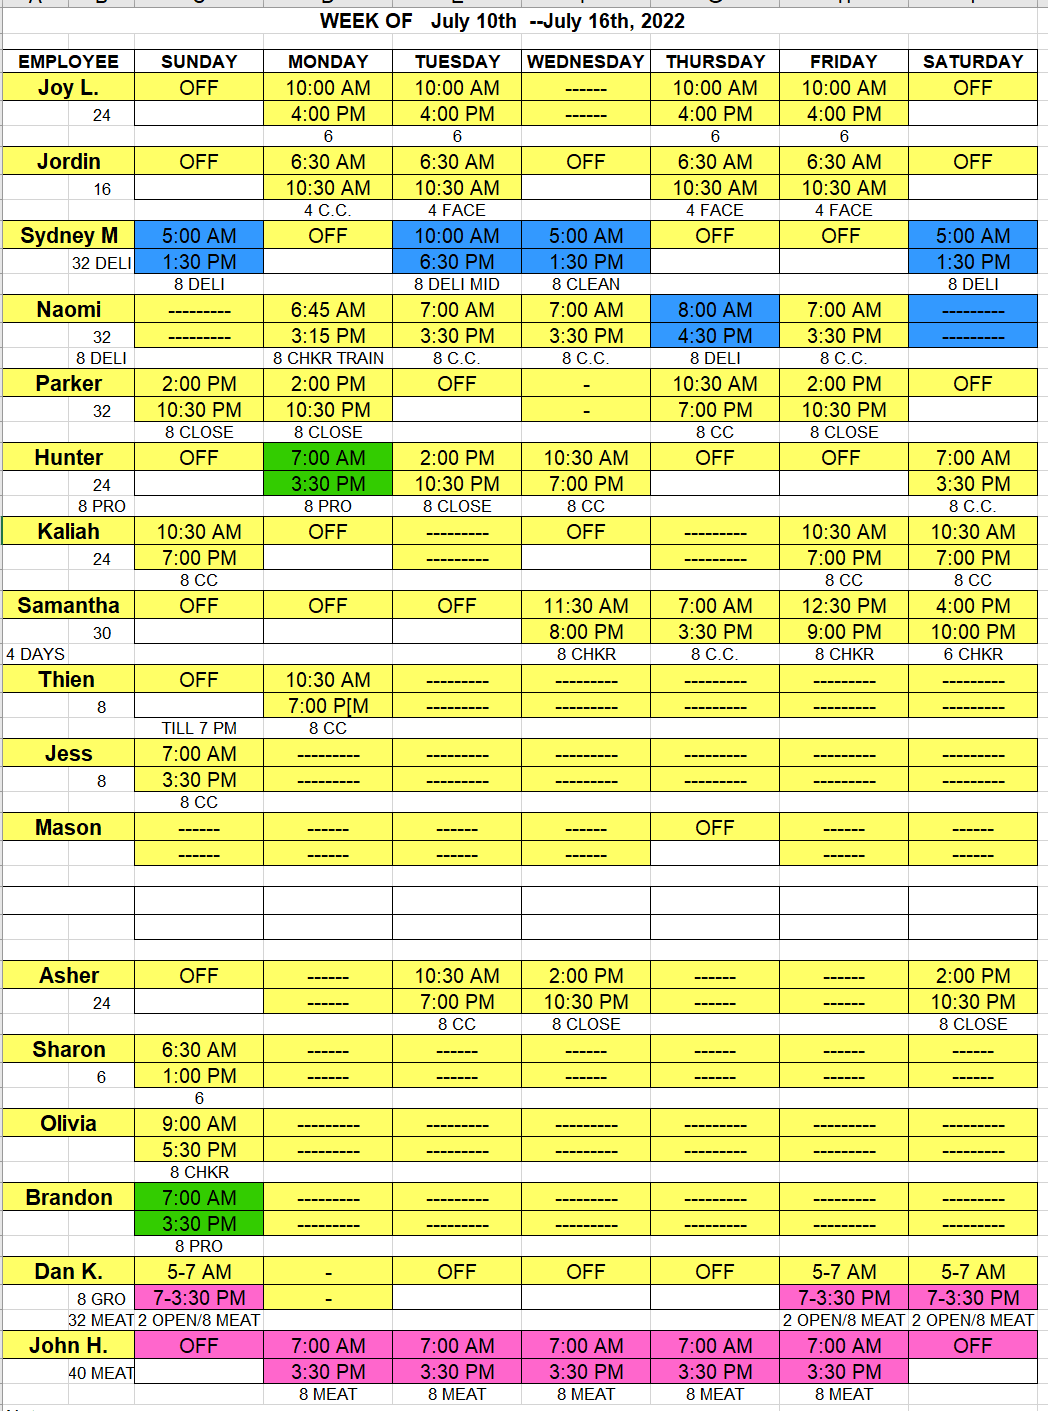 WEEK OF July 10th --July 16th, 2022
EMPLOYEE SUNDAY MONDAY TUESDAY WEDNESDAY THURSDAY FRIDAY SATURDAY
Joy L. OFF 10:00 AM 10:00 AM ------ 10:00 AM 10:00 AM OFF
24 4:00 PM 4:00 PM ------ 4:00 PM 4:00 PM
6 6 6 6
Jordin OFF 6:30 AM 6:30 AM OFF 6:30 AM 6:30 AM OFF
16 10:30 AM 10:30 AM 10:30 AM 10:30 AM
4 C.C. 4 FACE 4 FACE 4 FACE
Sydney M 5:00 AM OFF 10:00 AM 5:00 AM OFF OFF 5:00 AM
32 DELI 1:30 PM 6:30 PM 1:30 PM 1:30 PM
8 DELI 8 DELI MID 8 CLEAN 8 DELI
Naomi --------- 6:45 AM 7:00 AM 7:00 AM 8:00 AM 7:00 AM ---------
32 --------- 3:15 PM 3:30 PM 3:30 PM 4:30 PM 3:30 PM ---------
8 DELI 8 CHKR TRAIN 8 C.C. 8 C.C. 8 DELI 8 C.C.
Parker 2:00 PM 2:00 PM OFF - 10:30 AM 2:00 PM OFF
32 10:30 PM 10:30 PM - 7:00 PM 10:30 PM
8 CLOSE 8 CLOSE 8 CC 8 CLOSE
Hunter OFF 7:00 AM 2:00 PM 10:30 AM OFF OFF 7:00 AM
24 3:30 PM 10:30 PM 7:00 PM 3:30 PM
8 PRO 8 PRO 8 CLOSE 8 CC 8 C.C.
Kaliah 10:30 AM OFF --------- OFF --------- 10:30 AM 10:30 AM
24 7:00 PM --------- --------- 7:00 PM 7:00 PM
8 CC 8 CC 8 CC
Samantha OFF OFF OFF 11:30 AM 7:00 AM 12:30 PM 4:00 PM
30 8:00 PM 3:30 PM 9:00 PM 10:00 PM
4 DAYS 8 CHKR 8 C.C. 8 CHKR 6 CHKR
Thien OFF 10:30 AM --------- --------- --------- --------- ---------
8 7:00 P[M --------- --------- --------- --------- ---------
TILL 7 PM 8 CC
Jess 7:00 AM --------- --------- --------- --------- --------- ---------
8 3:30 PM --------- --------- --------- --------- --------- ---------
8 CC
Mason ------ ------ ------ ------ OFF ------ ------
------ ------ ------ ------ ------ ------
Asher OFF ------ 10:30 AM 2:00 PM ------ ------ 2:00 PM
24 ------ 7:00 PM 10:30 PM ------ ------ 10:30 PM
8 CC 8 CLOSE 8 CLOSE
Sharon 6:30 AM ------ ------ ------ ------ ------ ------
6 1:00 PM ------ ------ ------ ------ ------ ------
6
Olivia 9:00 AM --------- --------- --------- --------- --------- ---------
5:30 PM --------- --------- --------- --------- --------- ---------
8 CHKR
Brandon 7:00 AM --------- --------- --------- --------- --------- ---------
3:30 PM --------- --------- --------- --------- --------- ---------
8 PRO
Dan K. 5-7 AM - OFF OFF OFF 5-7 AM 5-7 AM
8 GRO 7-3:30 PM - 7-3:30 PM 7-3:30 PM
32 MEAT 2 OPEN/8 MEAT 2 OPEN/8 MEAT 2 OPEN/8 MEAT
John H. OFF 7:00 AM 7:00 AM 7:00 AM 7:00 AM 7:00 AM OFF
40 MEAT 3:30 PM 3:30 PM 3:30 PM 3:30 PM 3:30 PM
8 MEAT 8 MEAT 8 MEAT 8 MEAT 8 MEAT